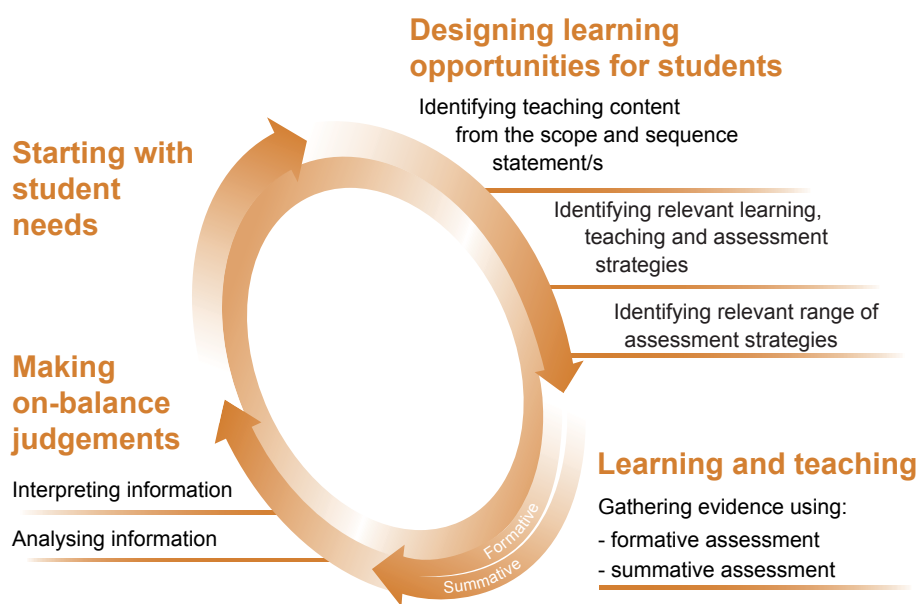 Designing learning
opportunities for students
Identifying teaching content
from the scope and sequence
statement/s
Identifying relevant learning,
teaching and assessment
strategies
Identifying relevant range of
assessment strategies
Learning and teaching
Gathering evidence using:
- formative assessment
- summative assessment
Formative
Summative
Making
on-balance
judgements
Interpreting information
Analysing information
Starting with
student
needs